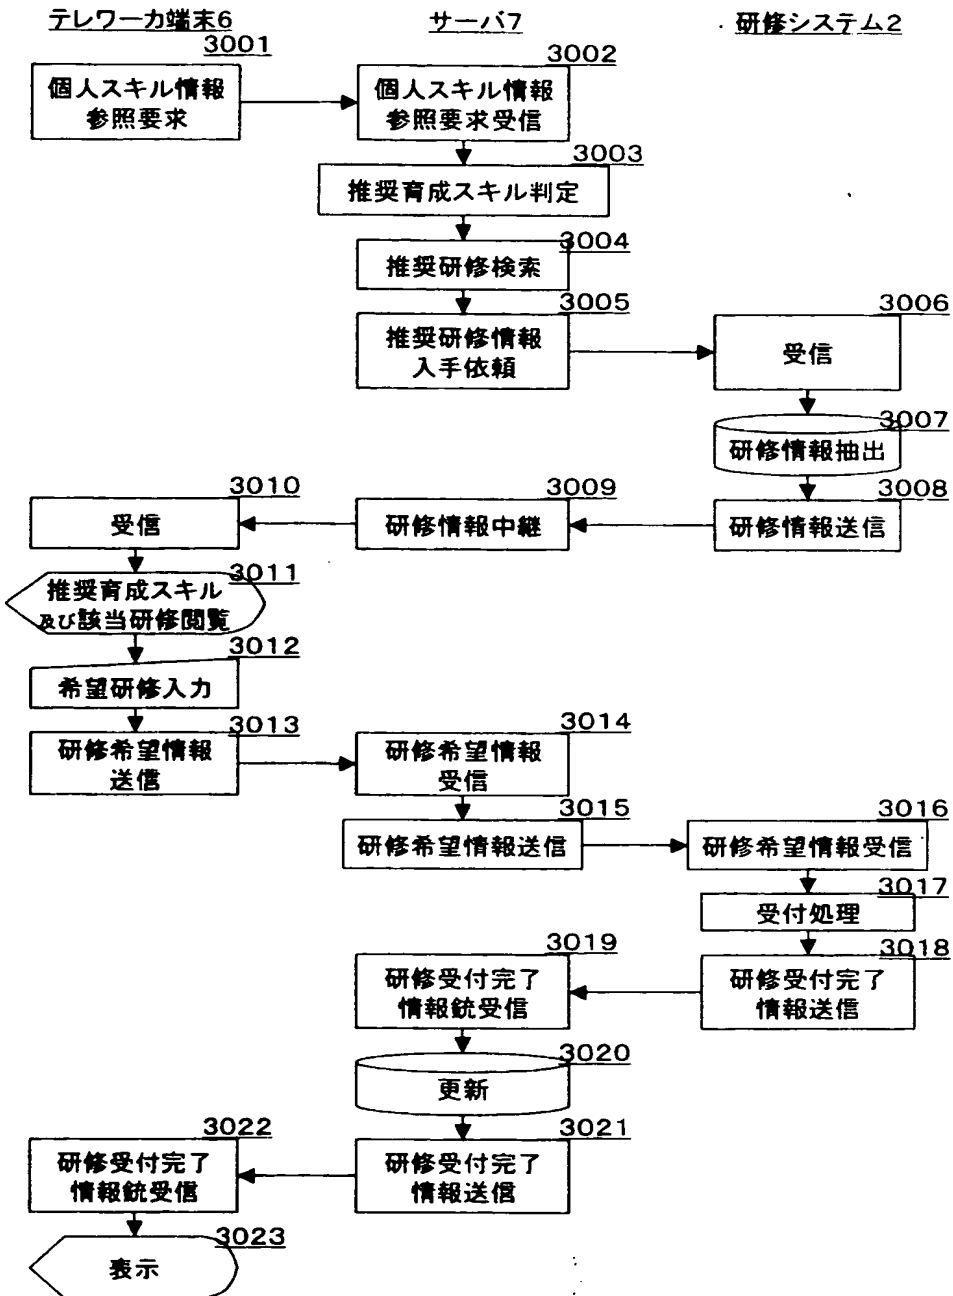 テレワーカ端末6
サーバ7
研修システム2
3001
個人スキル情報
参照要求
3002
個人スキル情報
参照要求受信
3003
推奨育成スキル判定
3004
推奨研修検索
3005
推奨研修情報
入手依頼
3006
受信
3007
研修情報抽出
3008
研修情報送信
3009
研修情報中継
3010
受信
3011
推奨育成スキル
及び該当研修閲覧
3012
希望研修入力
3013
研修希望情報
送信
3014
研修希望情報
受信
3015
研修希望情報送信
3016
研修希望情報受信
3017
受付処理
3018
研修受付完了
情報送信
3019
研修受付完了
情報銃受信
3020
更新
3021
研修受付完了
情報送信
3022
研修受付完了
情報銃受信
3023
表示